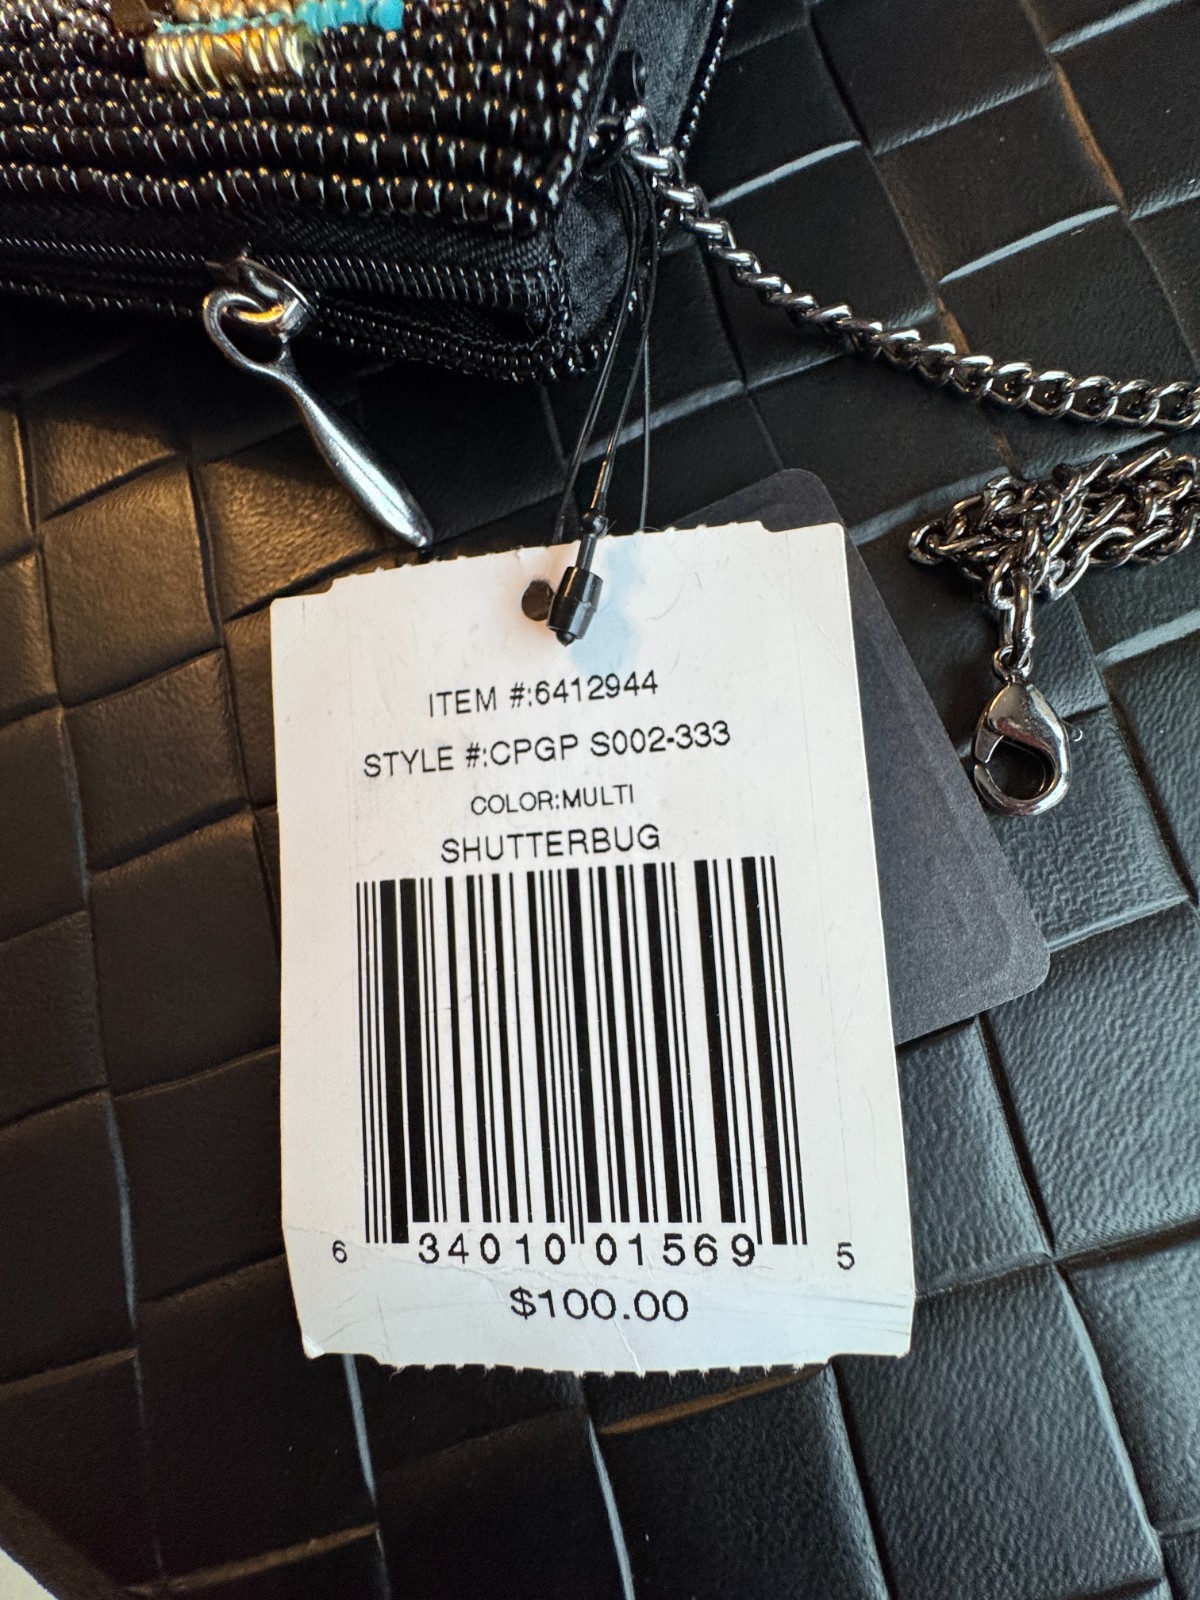 ITEM #:6412944
STYLE #:CPGP S002-333
COLOR:MULTI
SHUTTERBUG
6 34010 01569 5
$100.00